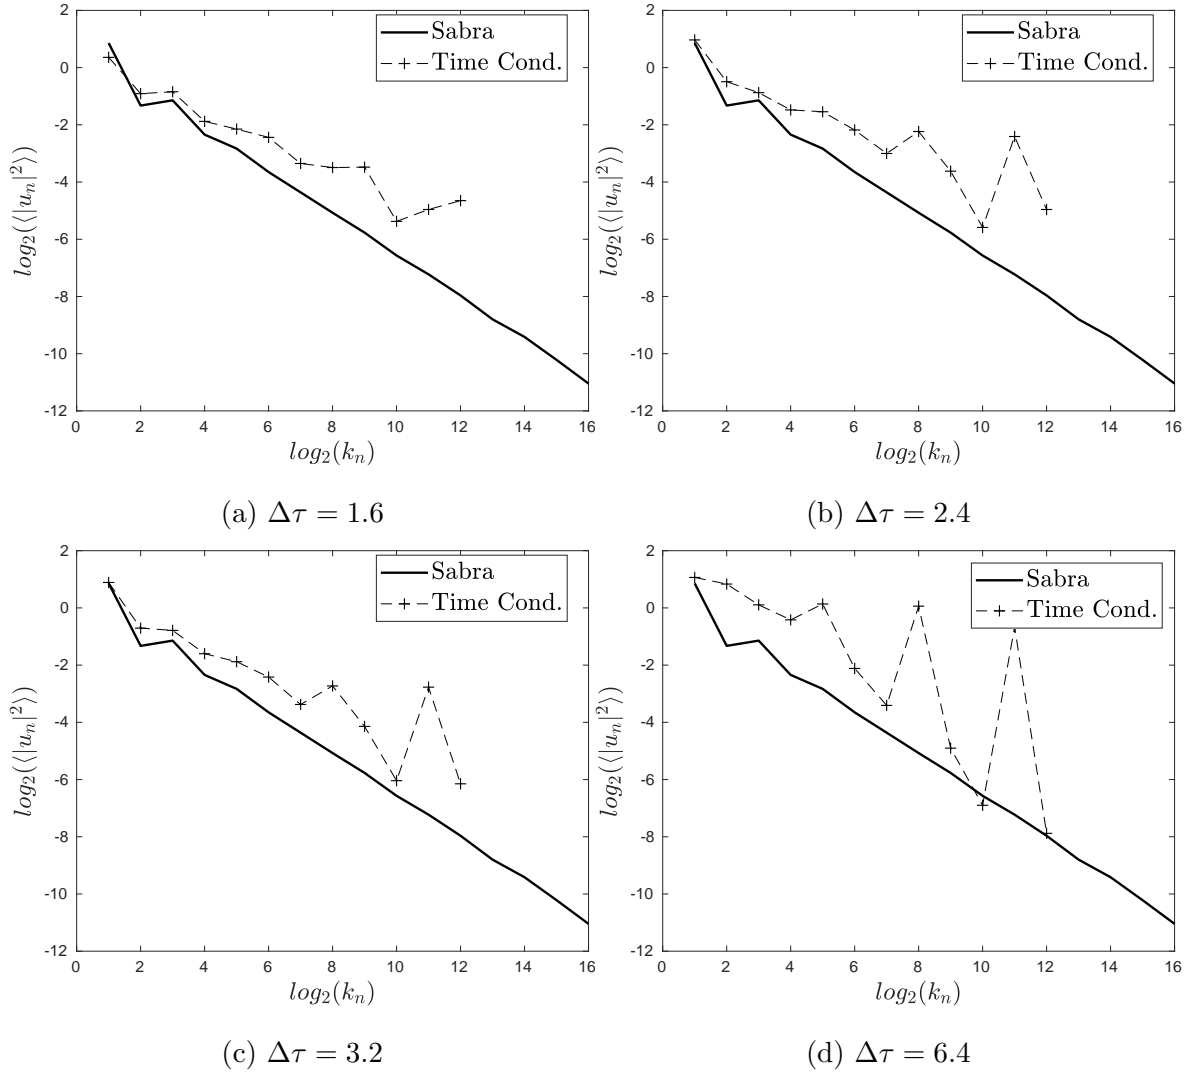 2
0
-2
-4
-6
-8
-10
-12
0 2 4 6 8 10 12 14 16
log₂(⟨|uₙ|²⟩)
log₂(kₙ)
Sabra
Time Cond.
(a) Δτ = 1.6
2
0
-2
-4
-6
-8
-10
-12
0 2 4 6 8 10 12 14 16
log₂(⟨|uₙ|²⟩)
log₂(kₙ)
Sabra
Time Cond.
(b) Δτ = 2.4
2
0
-2
-4
-6
-8
-10
-12
0 2 4 6 8 10 12 14 16
log₂(⟨|uₙ|²⟩)
log₂(kₙ)
Sabra
Time Cond.
(c) Δτ = 3.2
2
0
-2
-4
-6
-8
-10
-12
0 2 4 6 8 10 12 14 16
log₂(⟨|uₙ|²⟩)
log₂(kₙ)
Sabra
Time Cond.
(d) Δτ = 6.4